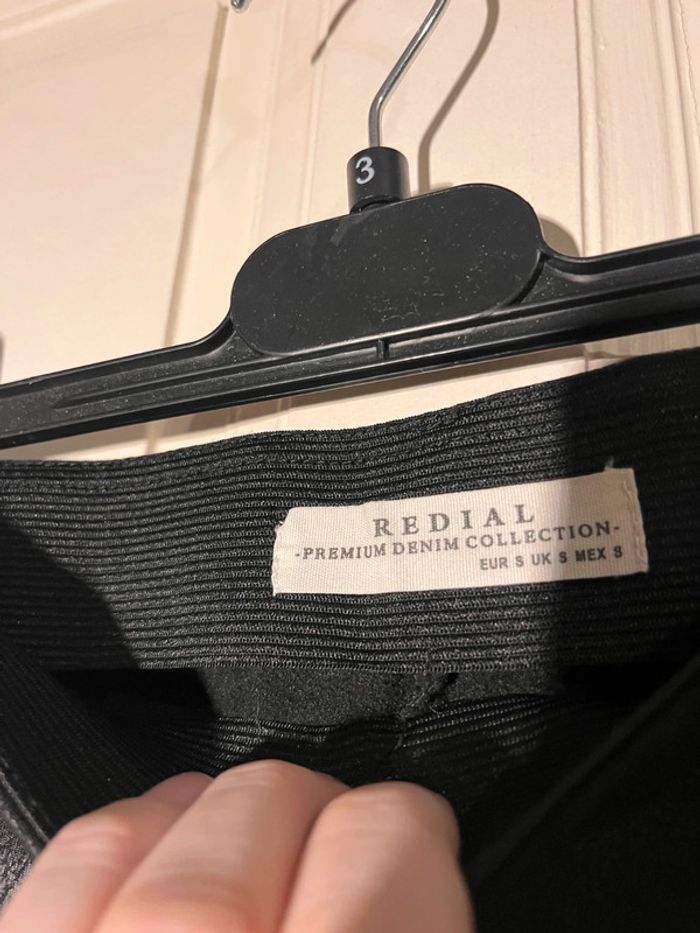 3
REDIAL
-PREMIUM DENIM COLLECTION-
EUR S UK S MEX S